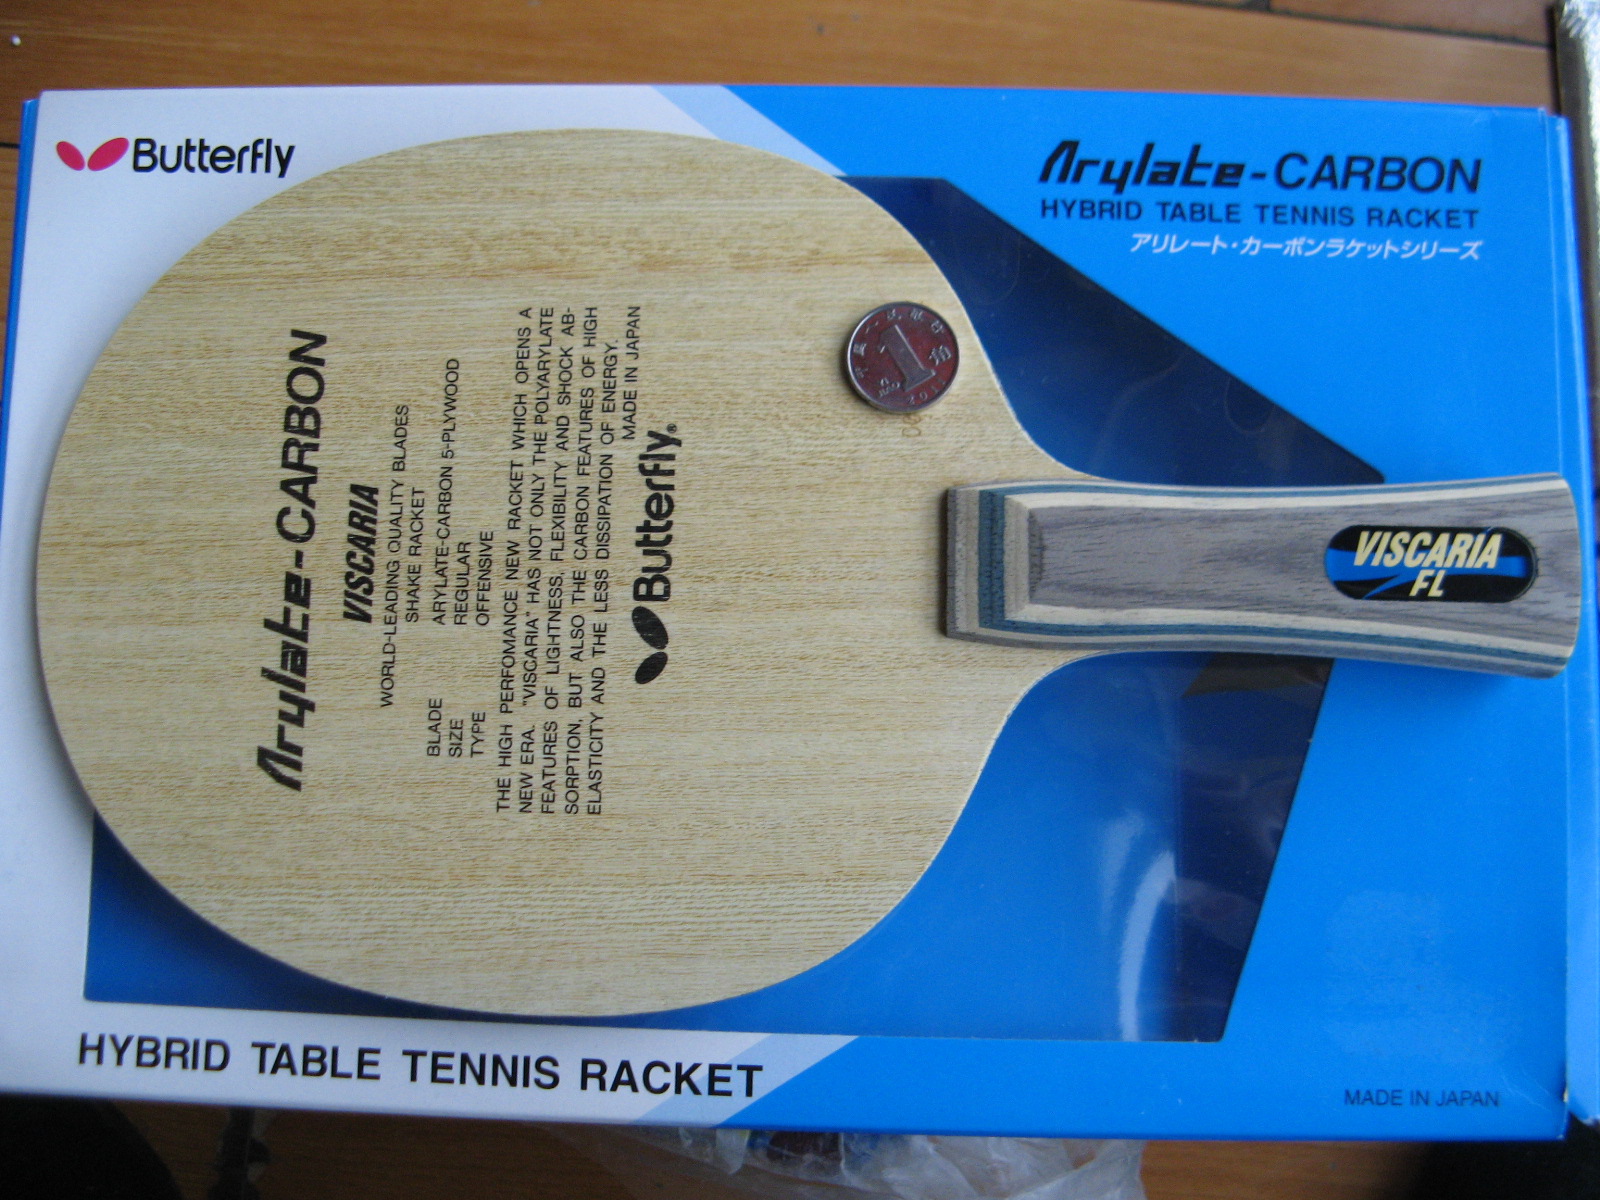 Butterfly
Arylate-CARBON
HYBRID TABLE TENNIS RACKET
アリレート・カーボンラケットシリーズ
Arylate-CARBON
VISCARIA
WORLD-LEADING QUALITY BLADES
SHAKE RACKET
BLADE ARYLATE-CARBON 5-PLYWOOD
SIZE REGULAR
TYPE OFFENSIVE
THE HIGH PERFOMANCE NEW RACKET WHICH OPENS A
NEW ERA. "VISCARIA" HAS NOT ONLY THE POLYARYLATE
FEATURES OF LIGHTNESS, FLEXIBILITY AND SHOCK AB-
SORPTION, BUT ALSO THE CARBON FEATURES OF HIGH
ELASTICITY AND THE LESS DISSIPATION OF ENERGY.
MADE IN JAPAN
Butterfly®
1
角
VISCARIA
FL
HYBRID TABLE TENNIS RACKET
MADE IN JAPAN